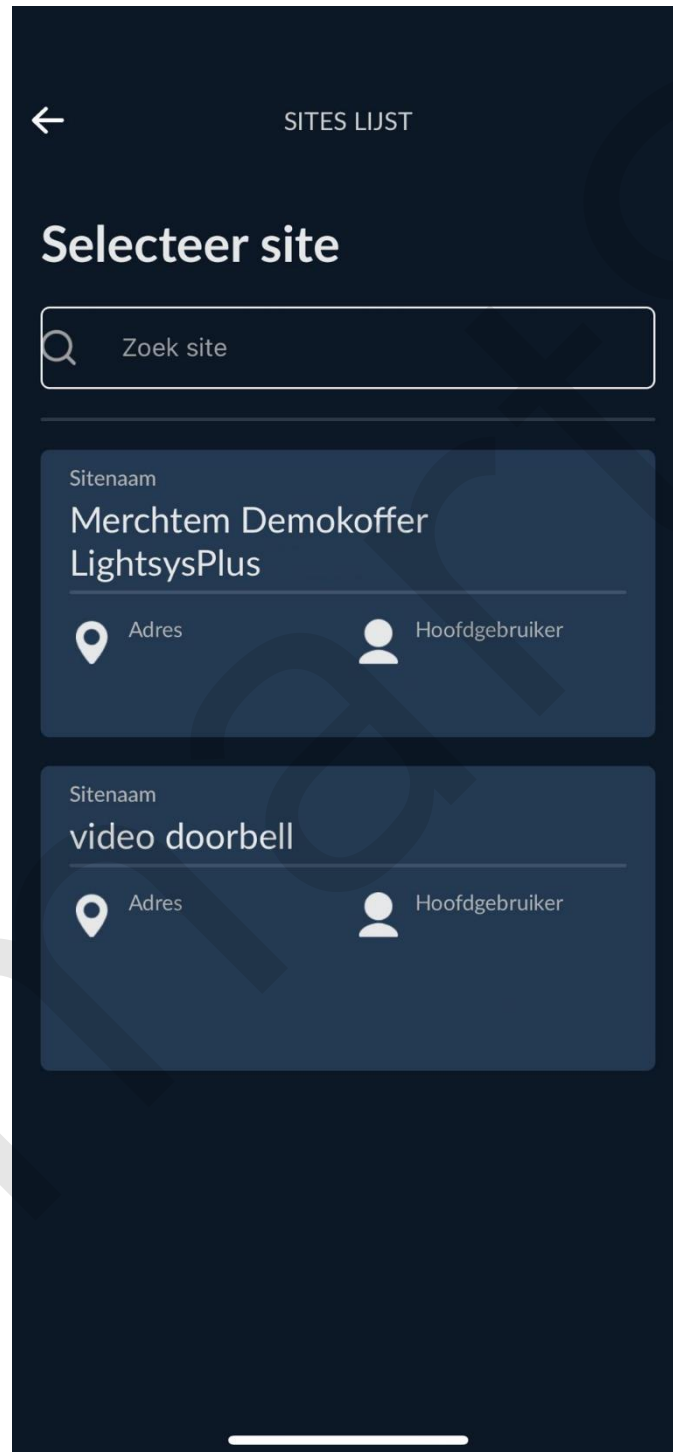 SITES LIJST
Selecteer site
Zoek site
Sitenaam
Merchtem Demokoffer
LightsysPlus
Adres
Hoofdgebruiker
Sitenaam
video doorbell
Adres
Hoofdgebruiker